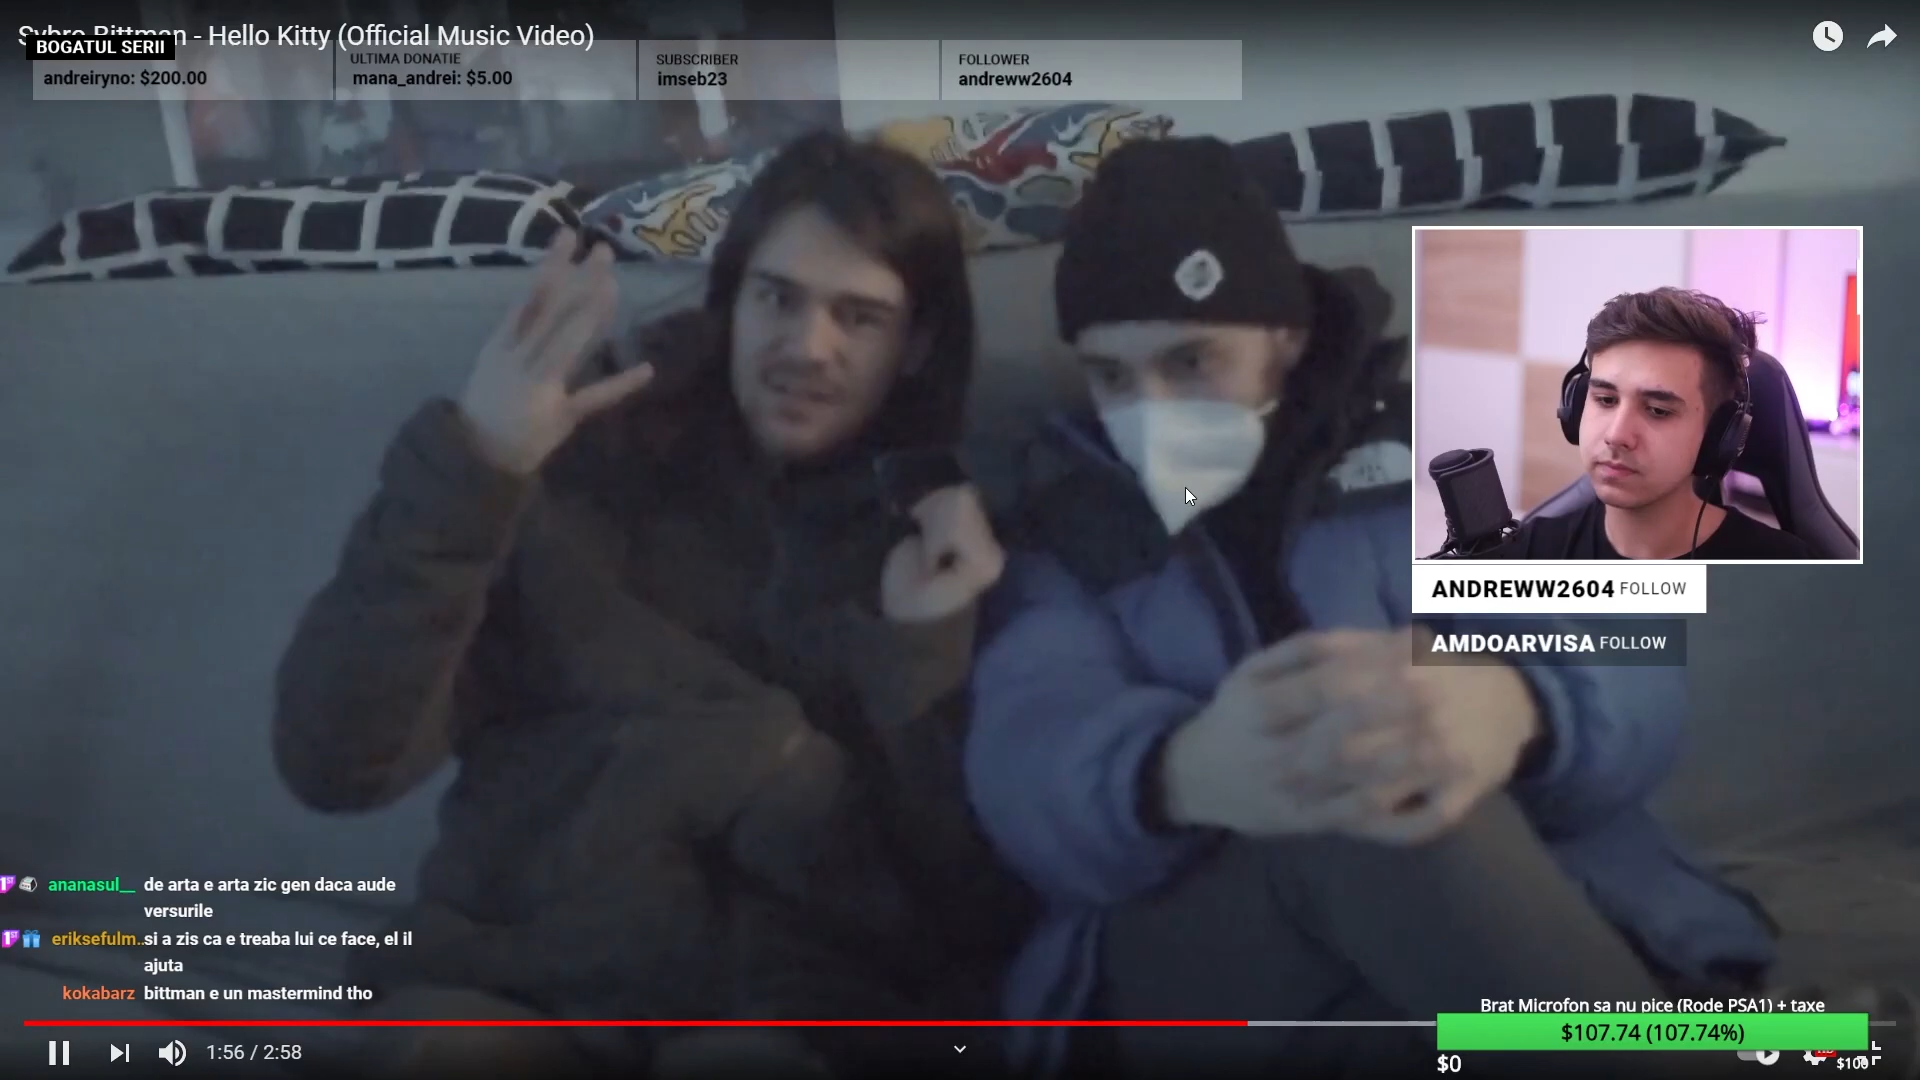 Sybro Bittman - Hello Kitty (Official Music Video)
BOGATUL SERII
andreiryno: $200.00
ULTIMA DONATIE
mana_andrei: $5.00
SUBSCRIBER
imseb23
FOLLOWER
andreww2604
ANDREWW2604 FOLLOW
AMDOARVISA FOLLOW
ananasul__ de arta e arta zic gen daca aude
versurile
eriksefulm.. si a zis ca e treaba lui ce face, el il
ajuta
kokabarz bittman e un mastermind tho
Brat Microfon sa nu pice (Rode PSA1) + taxe
$107.74 (107.74%)
$0
$100
1:56 / 2:58